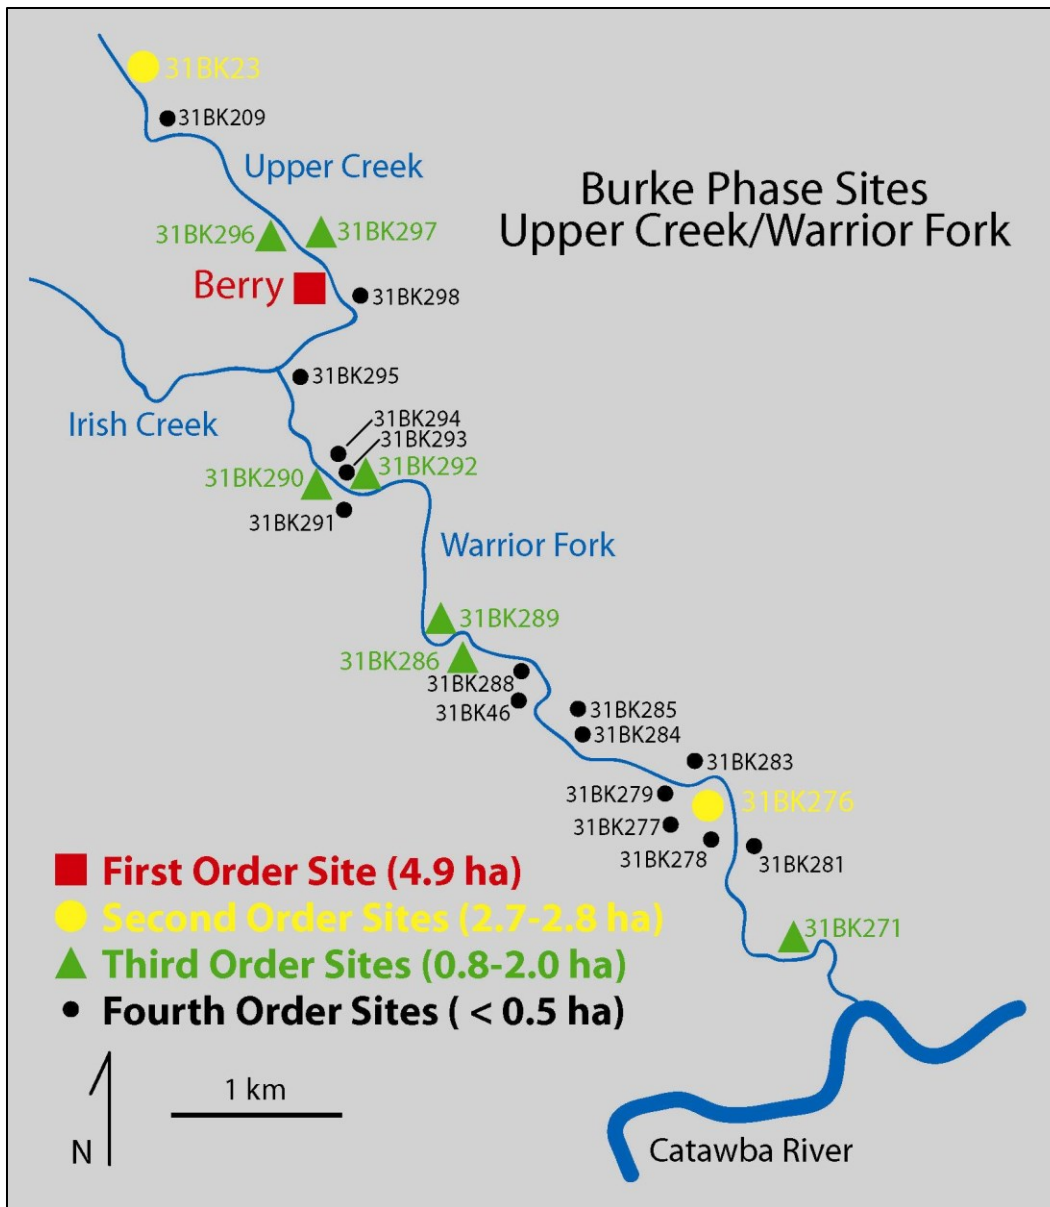 31BK23
31BK209
Upper Creek
Burke Phase Sites
Upper Creek/Warrior Fork
31BK296
31BK297
Berry
31BK298
31BK295
Irish Creek
31BK294
31BK293
31BK290
31BK292
31BK291
Warrior Fork
31BK289
31BK286
31BK288
31BK46
31BK285
31BK284
31BK283
31BK279
31BK276
31BK277
31BK278
31BK281
First Order Site (4.9 ha)
Second Order Sites (2.7-2.8 ha)
31BK271
Third Order Sites (0.8-2.0 ha)
Fourth Order Sites ( < 0.5 ha)
1 km
N
Catawba River